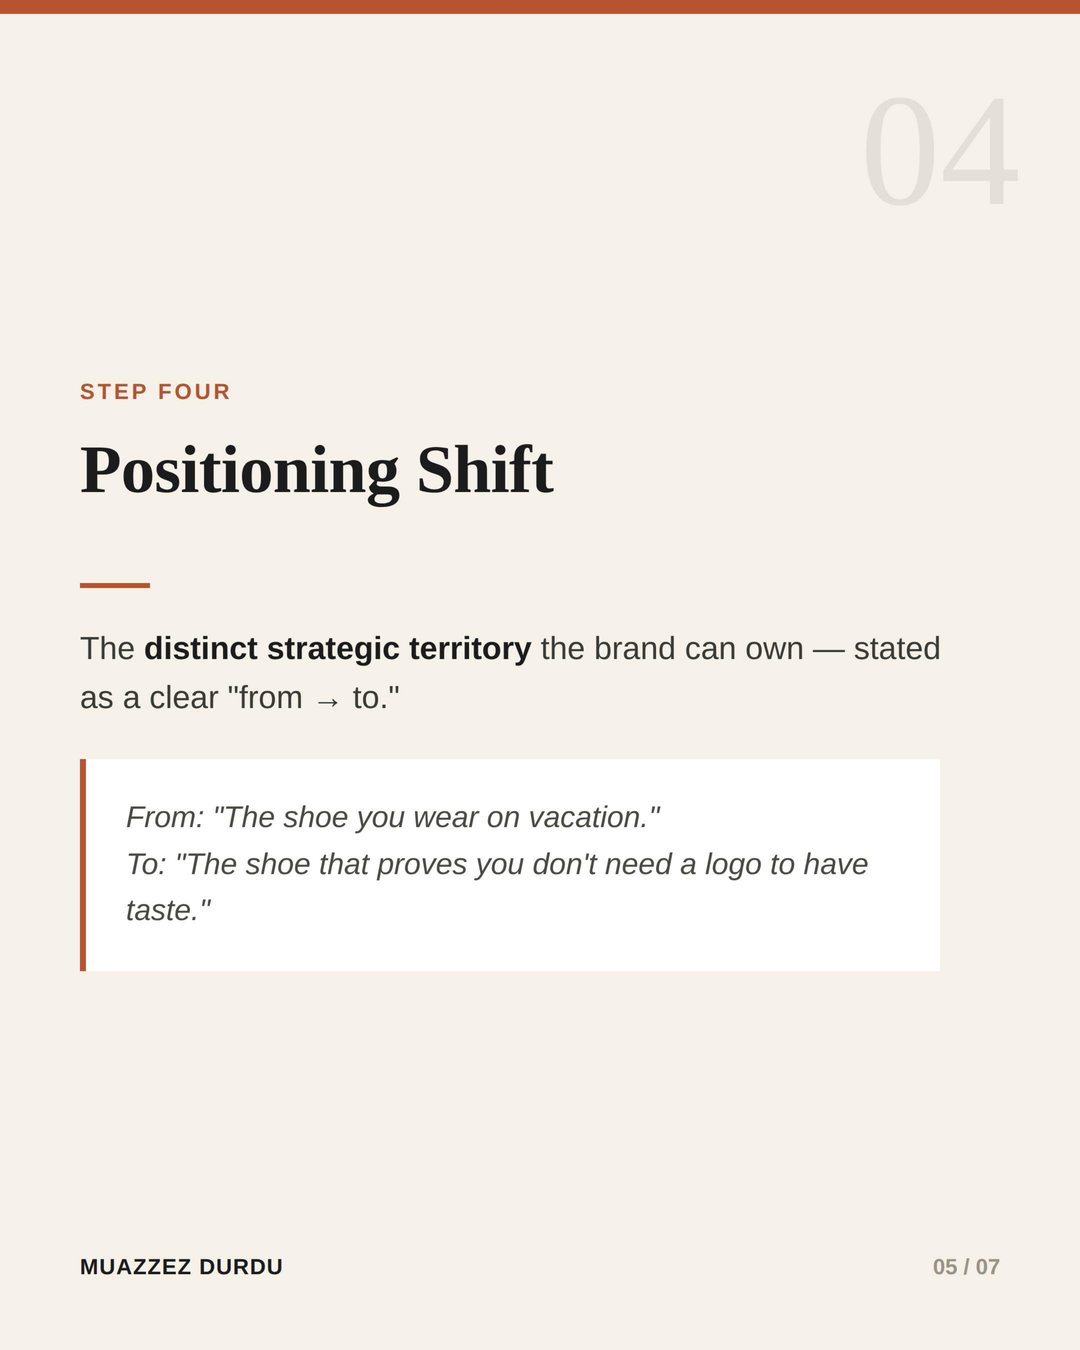 04
STEP FOUR
Positioning Shift
The distinct strategic territory the brand can own — stated
as a clear "from → to."
From: "The shoe you wear on vacation."
To: "The shoe that proves you don't need a logo to have
taste."
MUAZZEZ DURDU
05 / 07